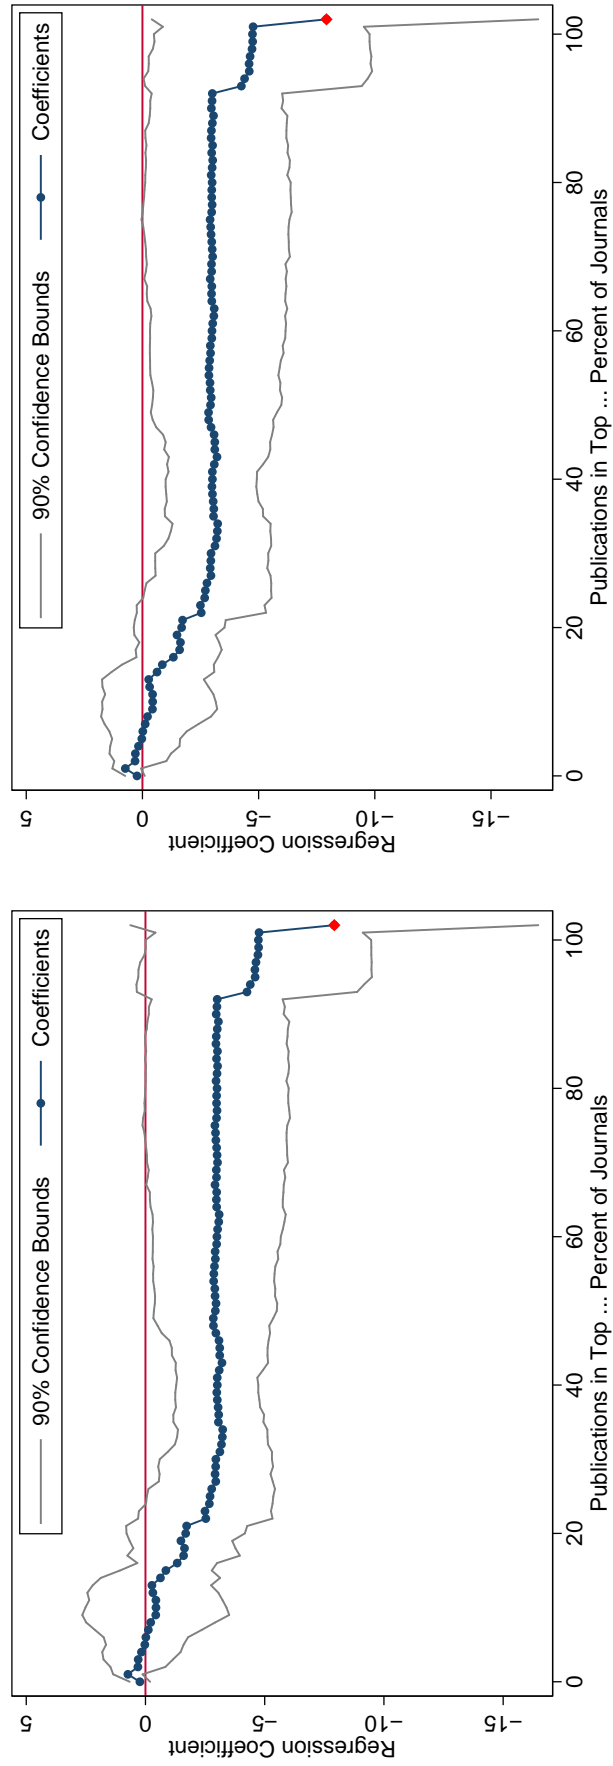 90% Confidence Bounds
Coefficients
5
0
−5
−10
−15
Regression Coefficient
0
20
40
60
80
100
Publications in Top ... Percent of Journals
90% Confidence Bounds
Coefficients
5
0
−5
−10
−15
Regression Coefficient
0
20
40
60
80
100
Publications in Top ... Percent of Journals